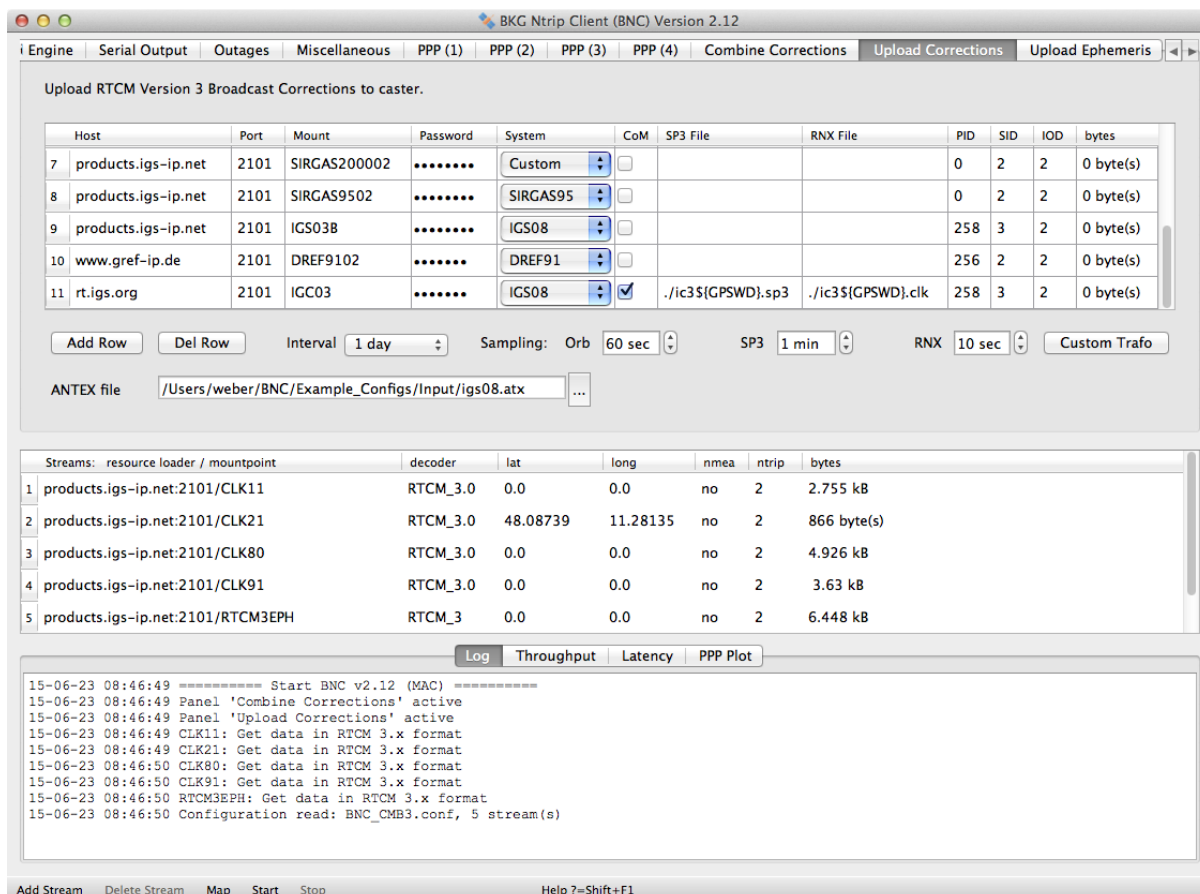 BKG Ntrip Client (BNC) Version 2.12
i Engine Serial Output Outages Miscellaneous PPP (1) PPP (2) PPP (3) PPP (4) Combine Corrections Upload Corrections Upload Ephemeris
Upload RTCM Version 3 Broadcast Corrections to caster.
Host Port Mount Password System CoM SP3 File RNX File PID SID IOD bytes
7 products.igs-ip.net 2101 SIRGAS200002 •••••••• Custom 0 2 2 0 byte(s)
8 products.igs-ip.net 2101 SIRGAS9502 •••••••• SIRGAS95 0 2 2 0 byte(s)
9 products.igs-ip.net 2101 IGS03B •••••••• IGS08 258 3 2 0 byte(s)
10 www.gref-ip.de 2101 DREF9102 ••••••• DREF91 256 2 2 0 byte(s)
11 rt.igs.org 2101 IGC03 ••••••• IGS08 ./ic3${GPSWD}.sp3 ./ic3${GPSWD}.clk 258 3 2 0 byte(s)
Add Row Del Row Interval 1 day Sampling: Orb 60 sec SP3 1 min RNX 10 sec Custom Trafo
ANTEX file /Users/weber/BNC/Example_Configs/Input/igs08.atx ...
Streams: resource loader / mountpoint decoder lat long nmea ntrip bytes
1 products.igs-ip.net:2101/CLK11 RTCM_3.0 0.0 0.0 no 2 2.755 kB
2 products.igs-ip.net:2101/CLK21 RTCM_3.0 48.08739 11.28135 no 2 866 byte(s)
3 products.igs-ip.net:2101/CLK80 RTCM_3.0 0.0 0.0 no 2 4.926 kB
4 products.igs-ip.net:2101/CLK91 RTCM_3.0 0.0 0.0 no 2 3.63 kB
5 products.igs-ip.net:2101/RTCM3EPH RTCM_3 0.0 0.0 no 2 6.448 kB
Log Throughput Latency PPP Plot
15-06-23 08:46:49 ========== Start BNC v2.12 (MAC) ==========
15-06-23 08:46:49 Panel 'Combine Corrections' active
15-06-23 08:46:49 Panel 'Upload Corrections' active
15-06-23 08:46:49 CLK11: Get data in RTCM 3.x format
15-06-23 08:46:49 CLK21: Get data in RTCM 3.x format
15-06-23 08:46:50 CLK80: Get data in RTCM 3.x format
15-06-23 08:46:50 CLK91: Get data in RTCM 3.x format
15-06-23 08:46:50 RTCM3EPH: Get data in RTCM 3.x format
15-06-23 08:46:50 Configuration read: BNC_CMB3.conf, 5 stream(s)
Add Stream Delete Stream Map Start Stop Help ?=Shift+F1